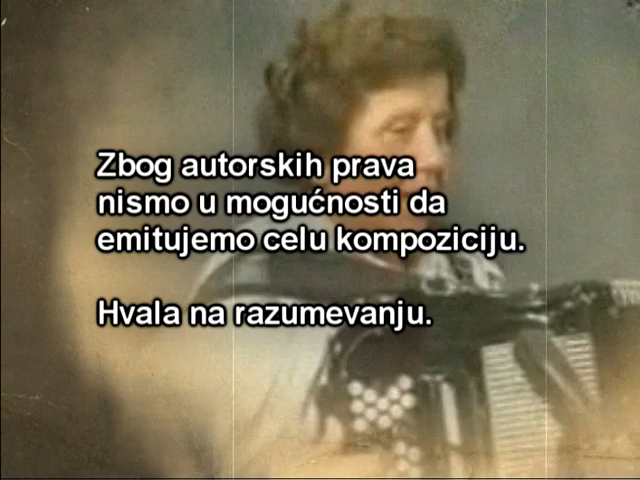 Zbog autorskih prava
nismo u mogućnosti da
emitujemo celu kompoziciju.
Hvala na razumevanju.